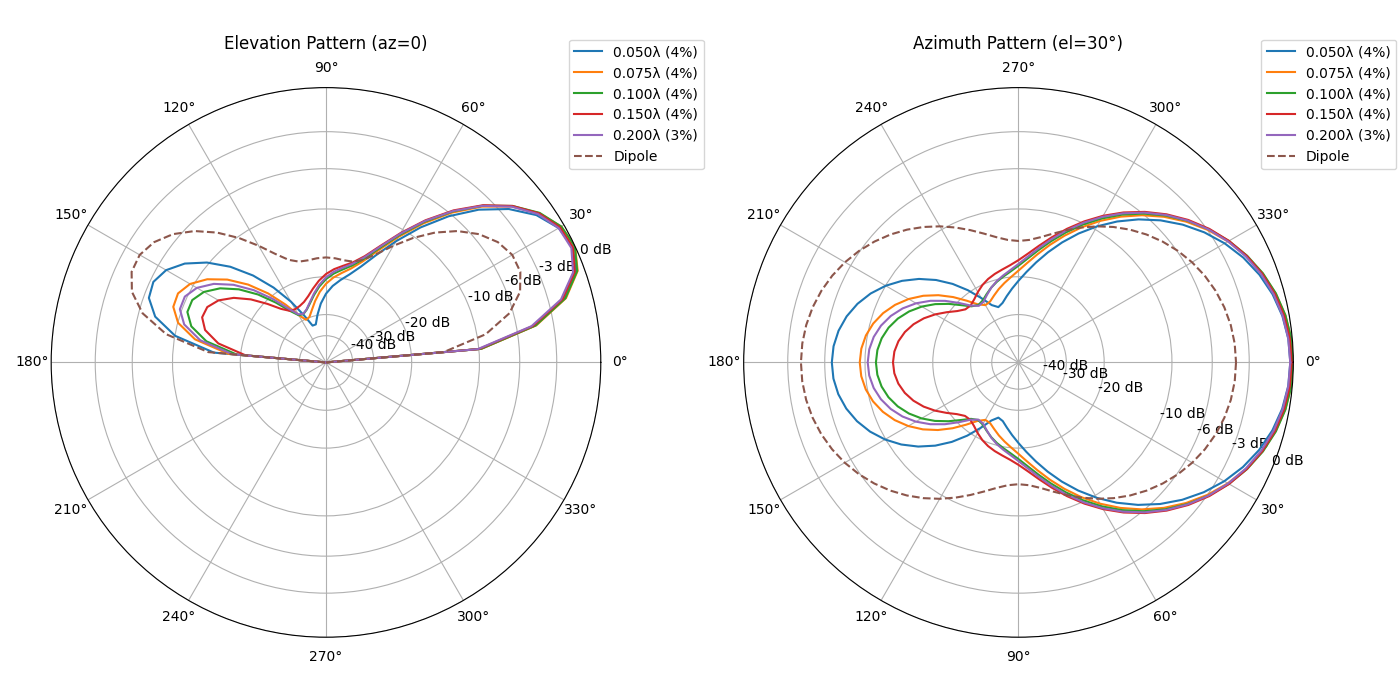 Elevation Pattern (az=0)
90°
60°
30°
0°
330°
300°
270°
240°
210°
180°
150°
120°
0 dB
-3 dB
-6 dB
-10 dB
-20 dB
-30 dB
-40 dB
0.050λ (4%)
0.075λ (4%)
0.100λ (4%)
0.150λ (4%)
0.200λ (3%)
Dipole
Azimuth Pattern (el=30°)
270°
300°
330°
0°
30°
60°
90°
120°
150°
180°
210°
240°
-40 dB
-30 dB
-20 dB
-10 dB
-6 dB
-3 dB
0 dB
0.050λ (4%)
0.075λ (4%)
0.100λ (4%)
0.150λ (4%)
0.200λ (3%)
Dipole